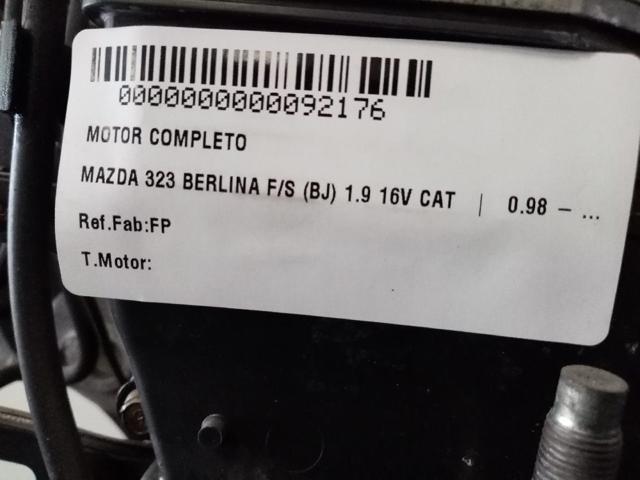 0000000000092176
MOTOR COMPLETO
MAZDA 323 BERLINA F/S (BJ) 1.9 16V CAT | 0.98 - ...
Ref.Fab:FP
T.Motor: